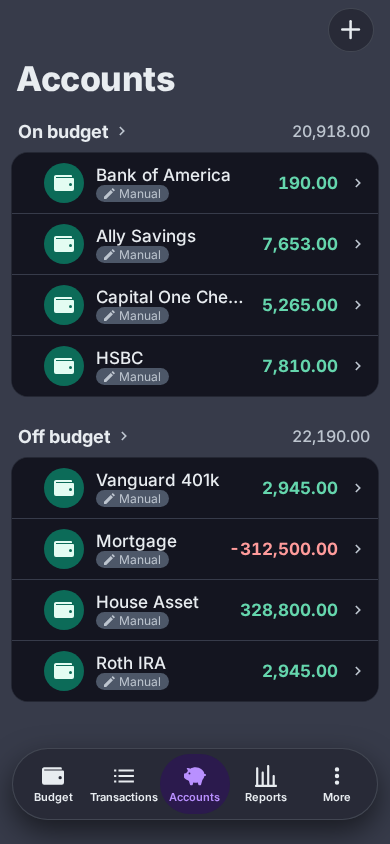 Accounts
On budget
20,918.00
Bank of America
Manual
190.00
Ally Savings
Manual
7,653.00
Capital One Che...
Manual
5,265.00
HSBC
Manual
7,810.00
Off budget
22,190.00
Vanguard 401k
Manual
2,945.00
Mortgage
Manual
-312,500.00
House Asset
Manual
328,800.00
Roth IRA
Manual
2,945.00
Budget
Transactions
Accounts
Reports
More